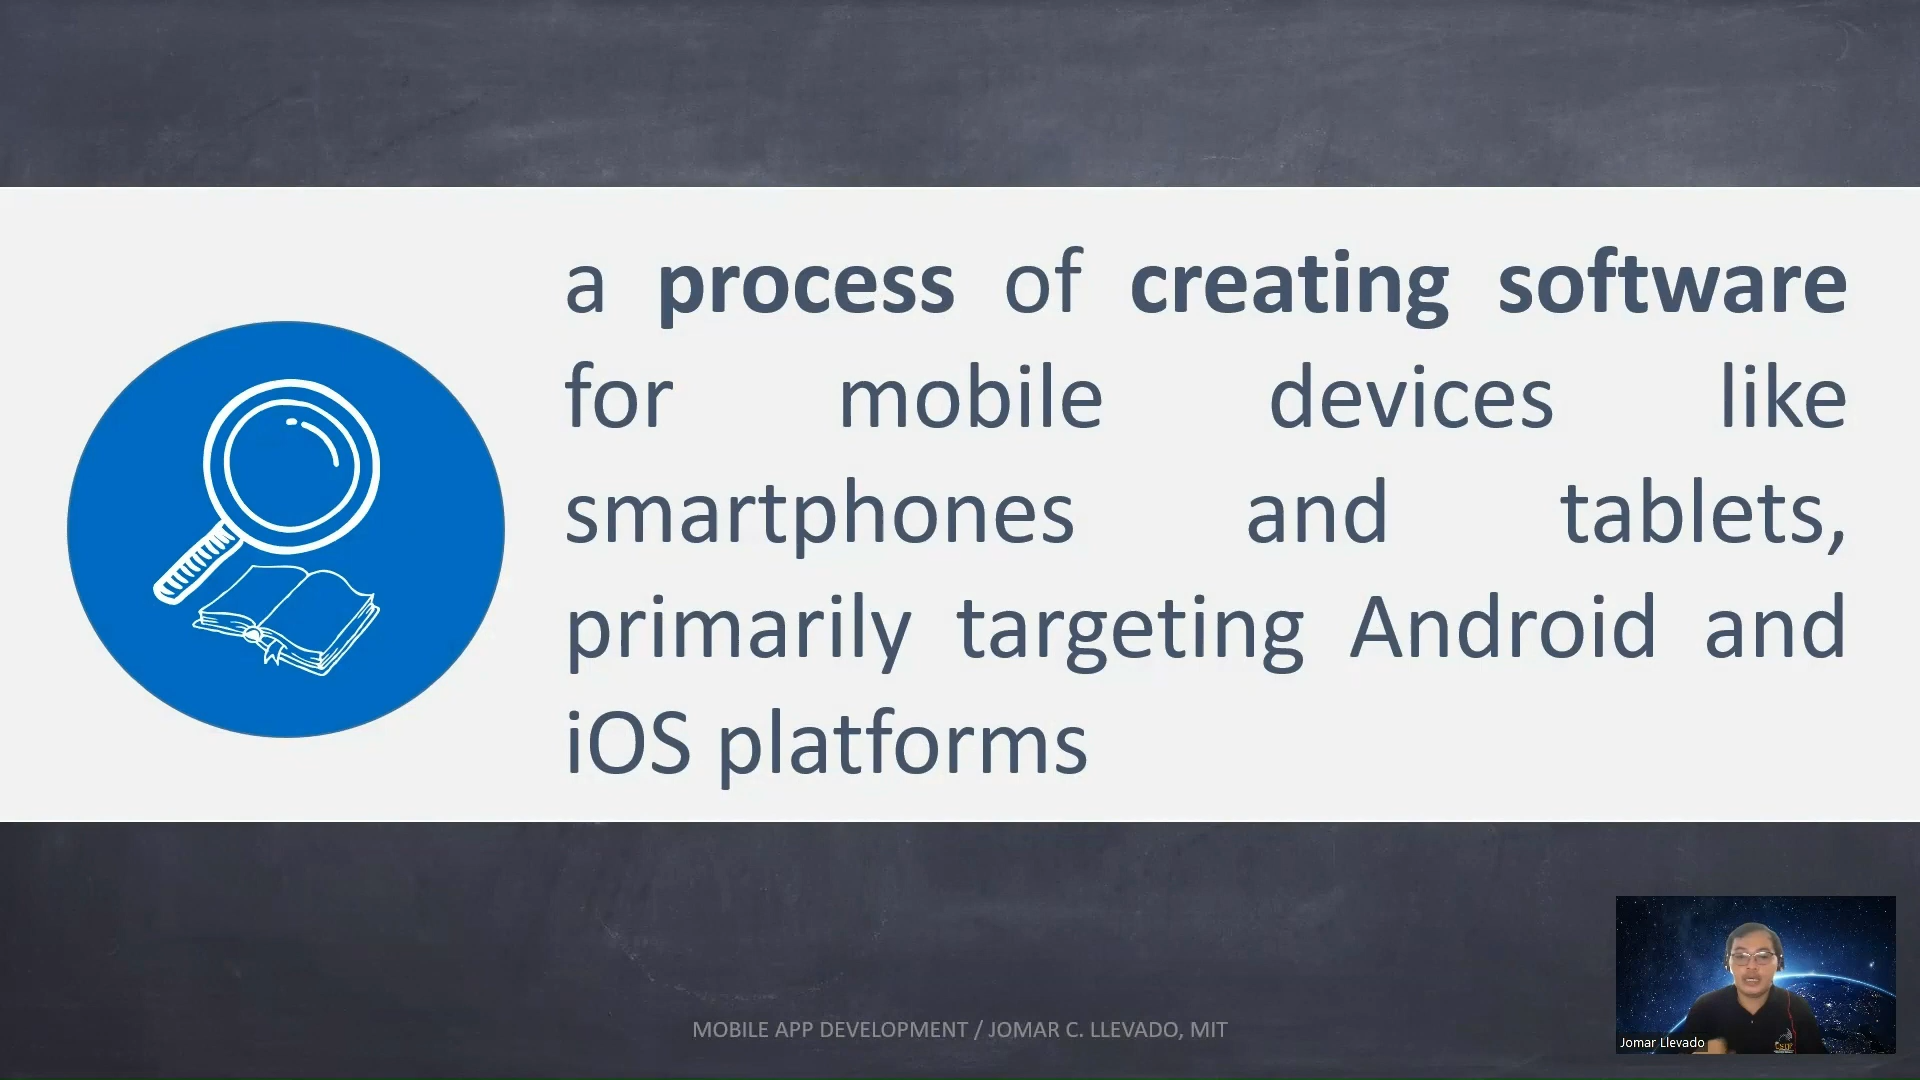 a process of creating software
for mobile devices like
smartphones and tablets,
primarily targeting Android and
iOS platforms
MOBILE APP DEVELOPMENT / JOMAR C. LLEVADO, MIT
Jomar Llevado